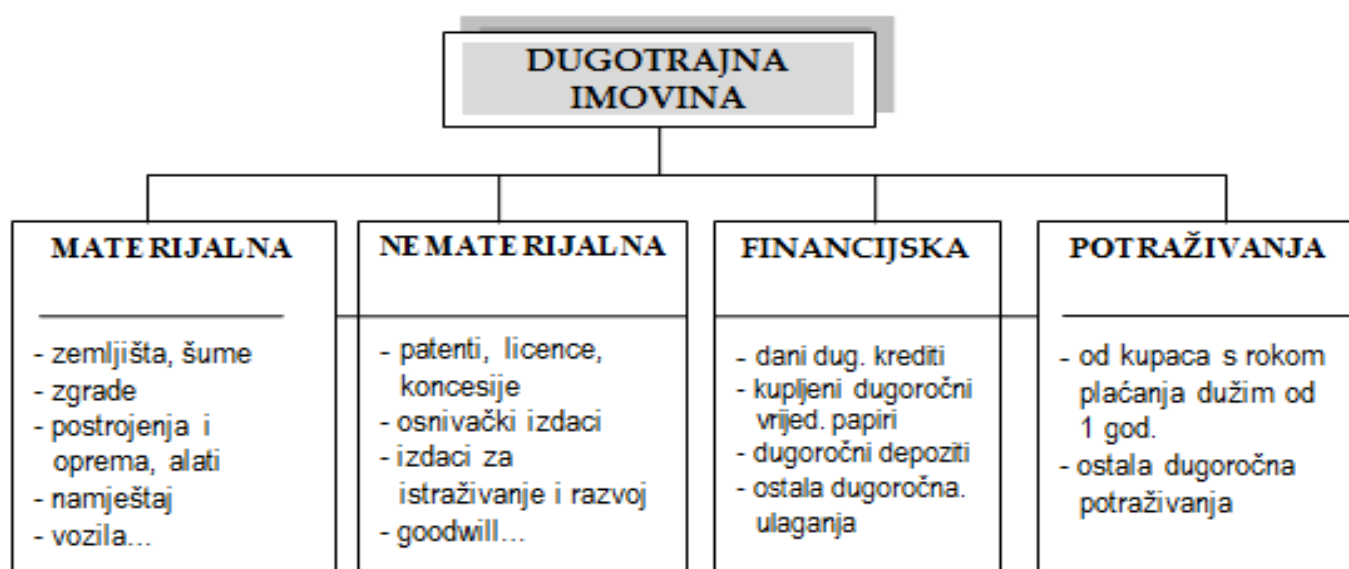 DUGOTRAJNA
IMOVINA
MATERIJALNA
- zemljišta, šume
- zgrade
- postrojenja i
oprema, alati
- namještaj
- vozila...
NEMATERIJALNA
- patenti, licence,
koncesije
- osnivački izdaci
- izdaci za
istraživanje i razvoj
- goodwill...
FINANCIJSKA
- dani dug. krediti
- kupljeni dugoročni
vrijed. papiri
- dugoročni depoziti
- ostala dugoročna.
ulaganja
POTRAŽIVANJA
- od kupaca s rokom
plaćanja dužim od
1 god.
- ostala dugoročna
potraživanja